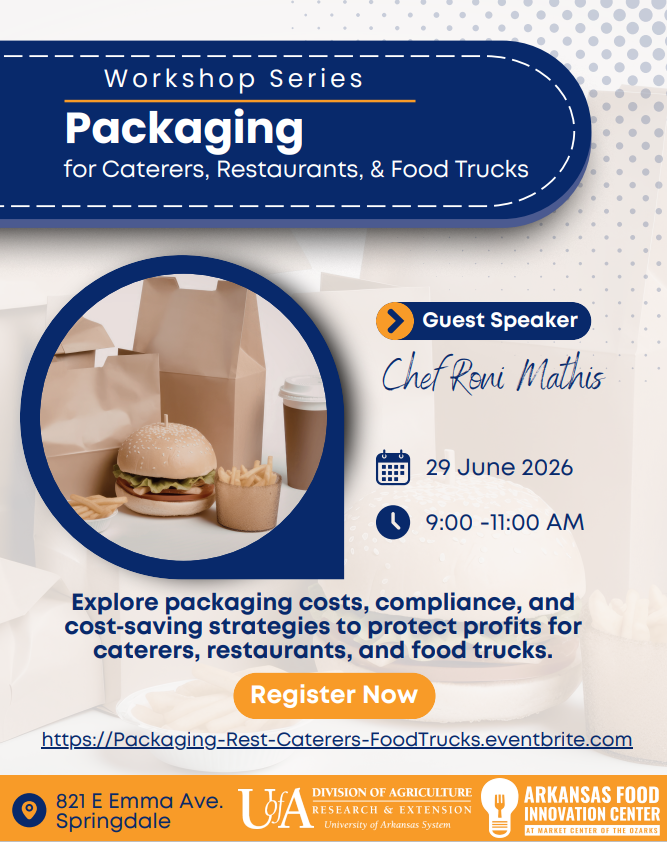 Workshop Series
Packaging
for Caterers, Restaurants, & Food Trucks
Guest Speaker
Chef Roni Mathis
29 June 2026
9:00 -11:00 AM
Explore packaging costs, compliance, and
cost-saving strategies to protect profits for
caterers, restaurants, and food trucks.
Register Now
https://Packaging-Rest-Caterers-FoodTrucks.eventbrite.com
821 E Emma Ave.
Springdale
UofA
DIVISION OF AGRICULTURE
RESEARCH & EXTENSION
University of Arkansas System
ARKANSAS FOOD
INNOVATION CENTER
AT MARKET CENTER OF THE OZARKS